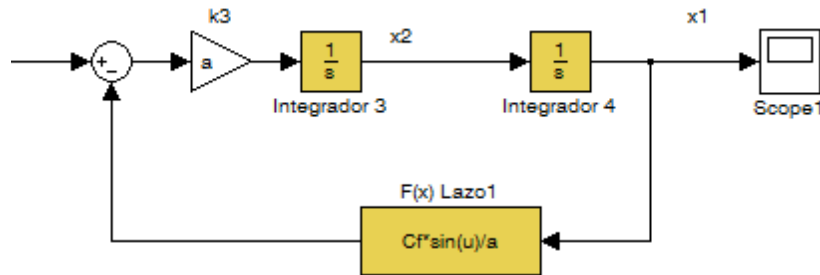 k3
x2
x1
+
−
a
1
s
1
s
Integrador 3
Integrador 4
Scope1
F(x) Lazo1
Cf*sin(u)/a